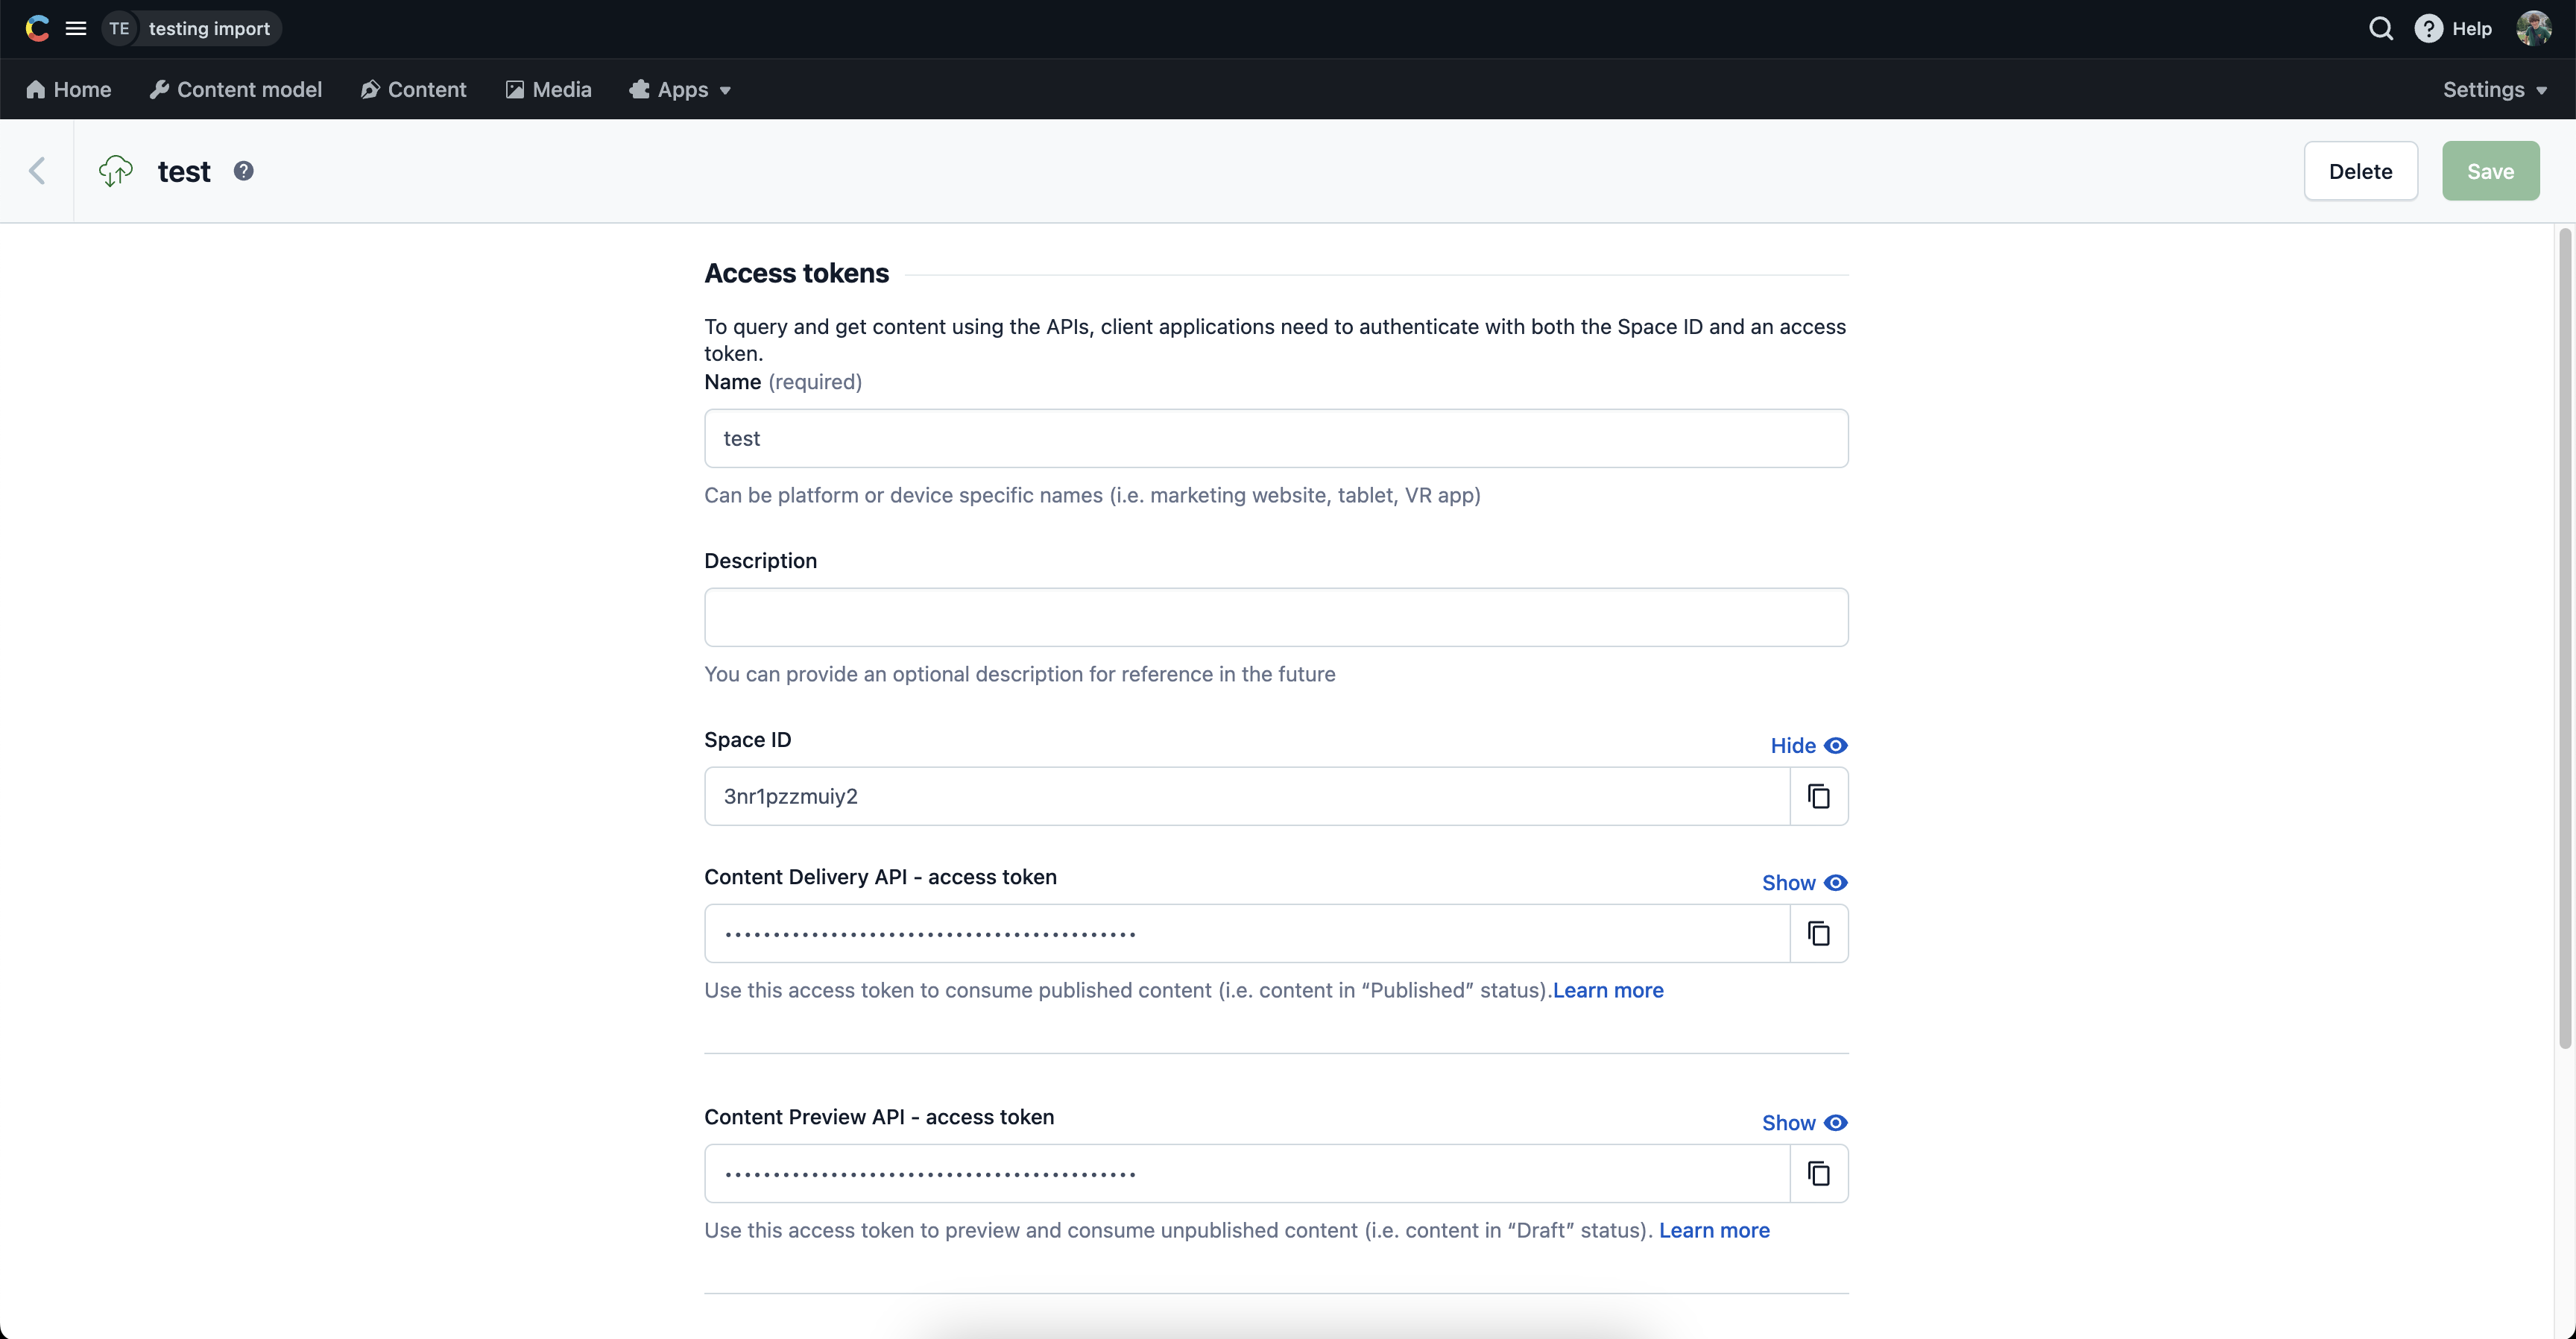 TE testing import
Help
Home
Content model
Content
Media
Apps
Settings
test
Delete
Save
Access tokens
To query and get content using the APIs, client applications need to authenticate with both the Space ID and an access
token.
Name (required)
test
Can be platform or device specific names (i.e. marketing website, tablet, VR app)
Description
You can provide an optional description for reference in the future
Space ID
Hide
3nr1pzzmuiy2
Content Delivery API - access token
Show
•••••••••••••••••••••••••••••••••••••••••••
Use this access token to consume published content (i.e. content in “Published” status).Learn more
Content Preview API - access token
Show
•••••••••••••••••••••••••••••••••••••••••••
Use this access token to preview and consume unpublished content (i.e. content in “Draft” status). Learn more